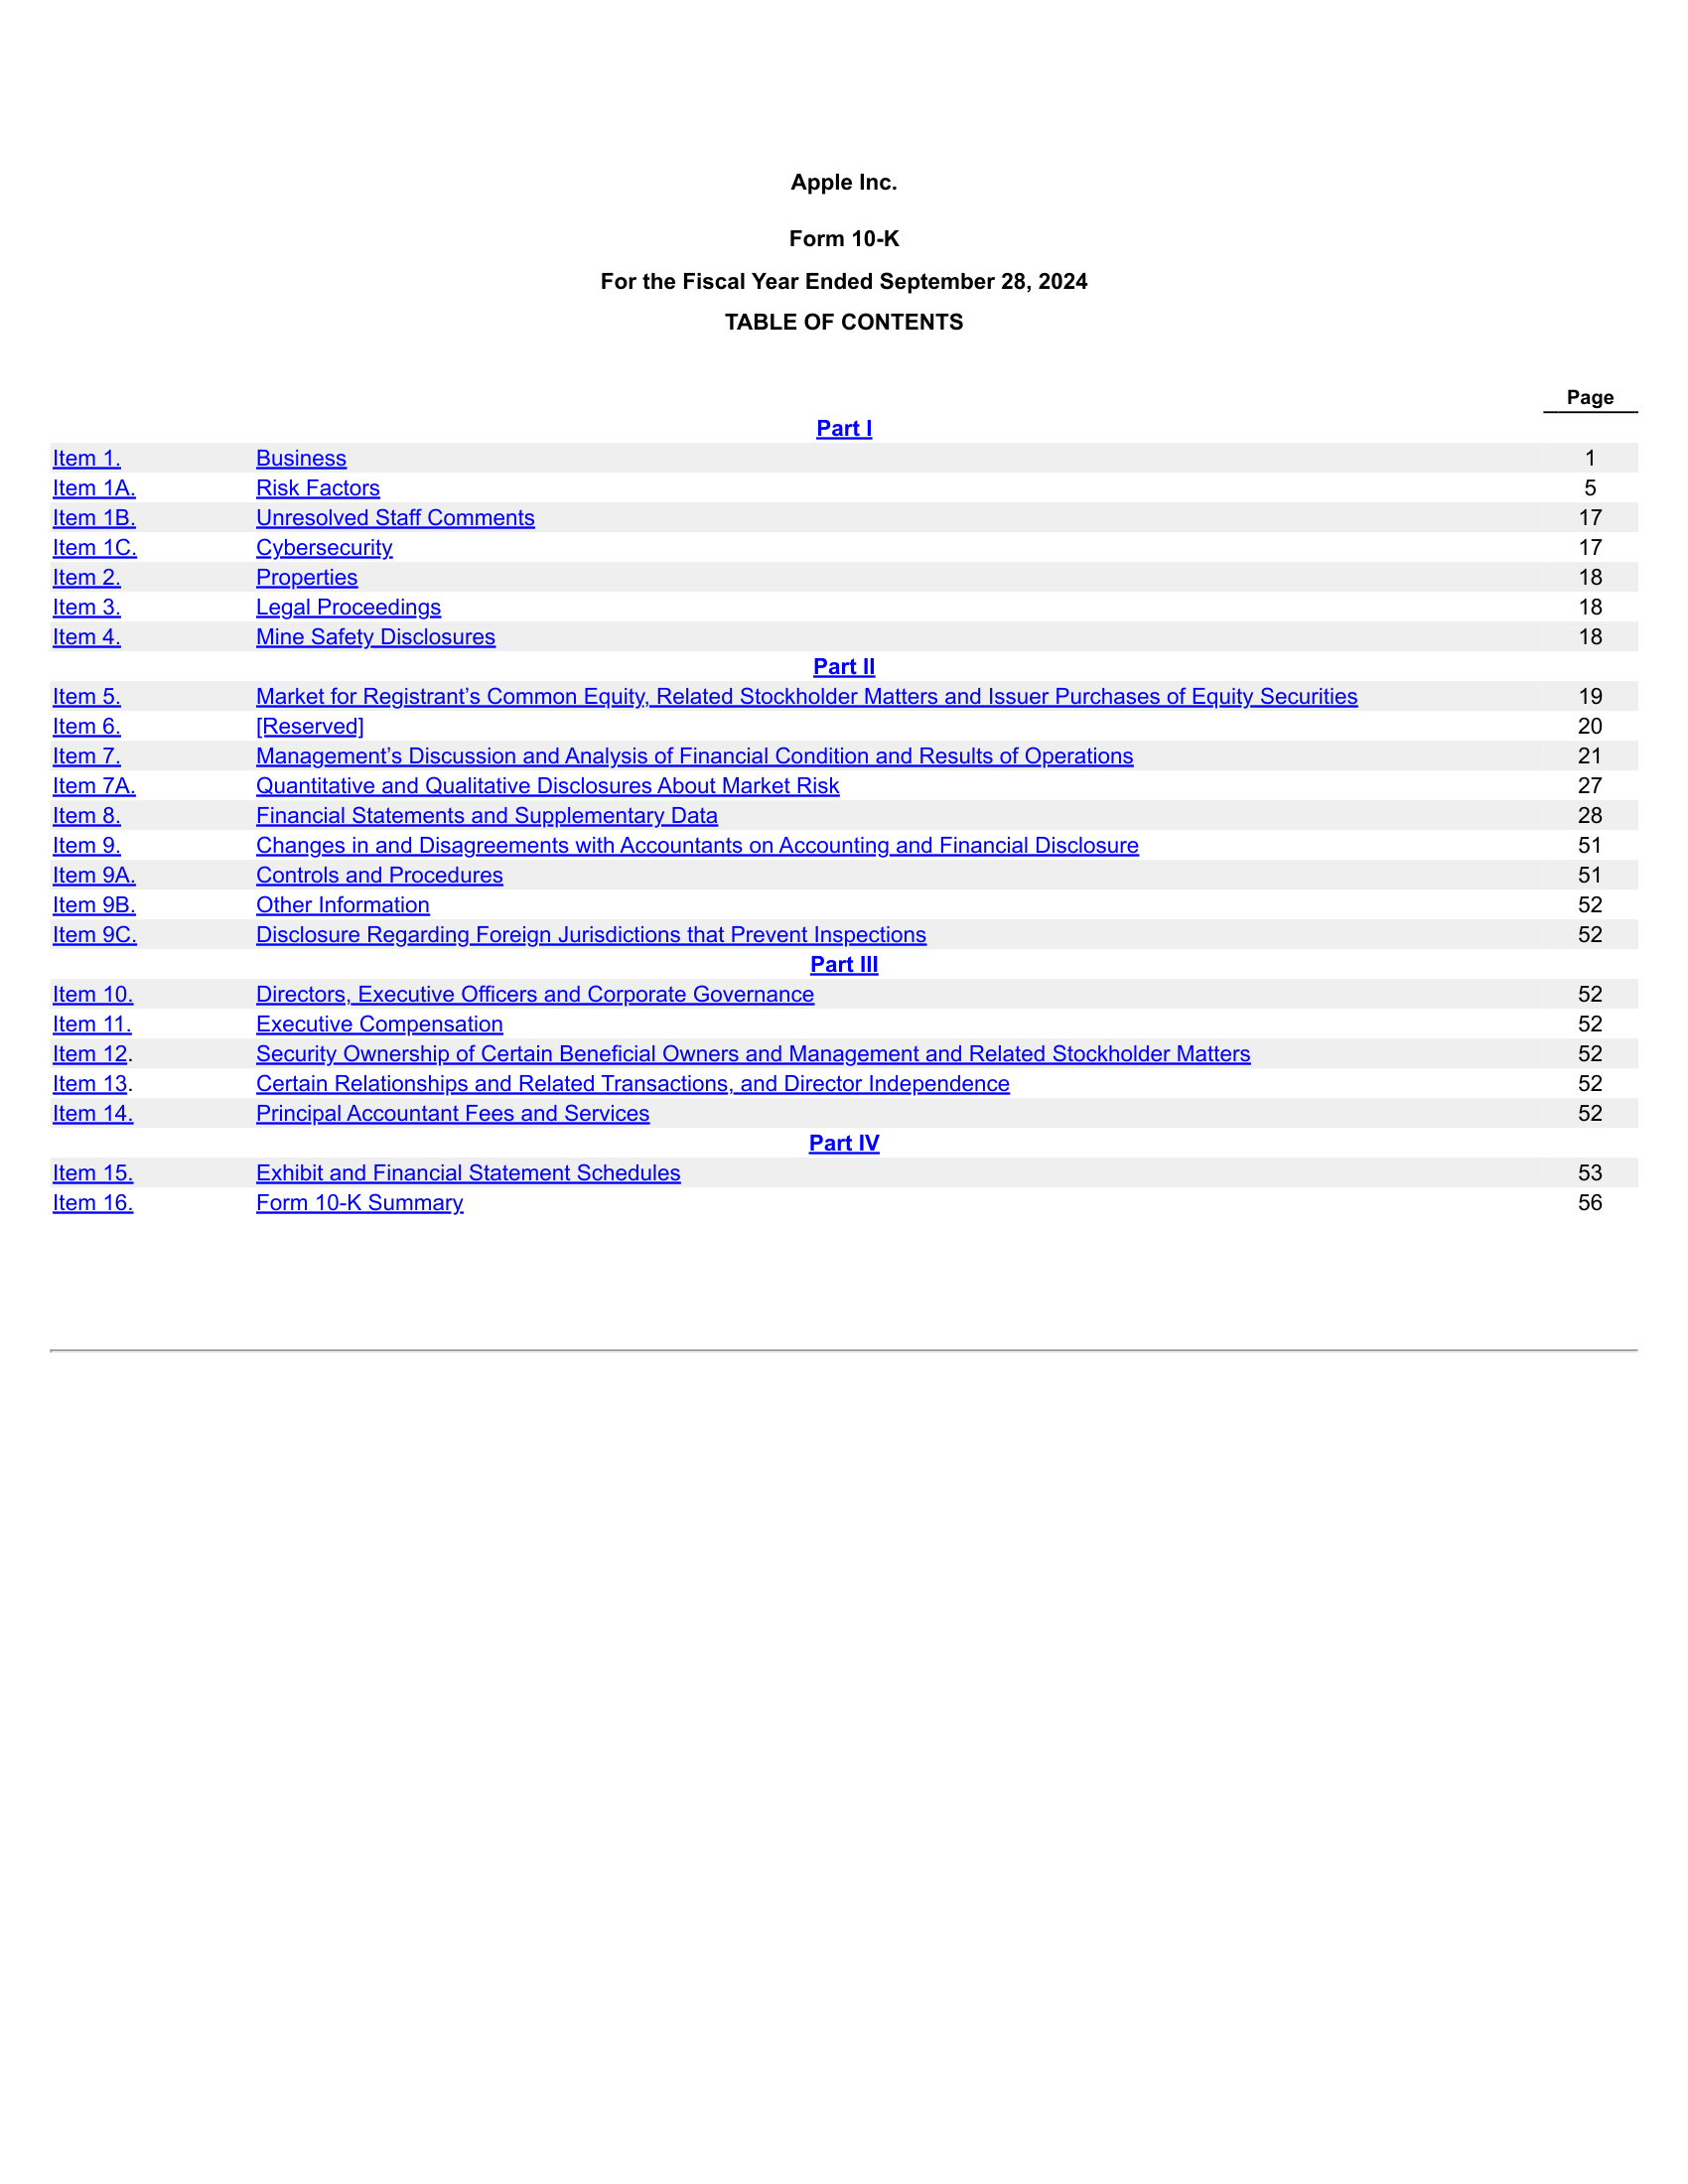 Apple Inc.
Form 10-K
For the Fiscal Year Ended September 28, 2024
TABLE OF CONTENTS
Page
Part I
Item 1. Business 1
Item 1A. Risk Factors 5
Item 1B. Unresolved Staff Comments 17
Item 1C. Cybersecurity 17
Item 2. Properties 18
Item 3. Legal Proceedings 18
Item 4. Mine Safety Disclosures 18
Part II
Item 5. Market for Registrant’s Common Equity, Related Stockholder Matters and Issuer Purchases of Equity Securities 19
Item 6. [Reserved] 20
Item 7. Management’s Discussion and Analysis of Financial Condition and Results of Operations 21
Item 7A. Quantitative and Qualitative Disclosures About Market Risk 27
Item 8. Financial Statements and Supplementary Data 28
Item 9. Changes in and Disagreements with Accountants on Accounting and Financial Disclosure 51
Item 9A. Controls and Procedures 51
Item 9B. Other Information 52
Item 9C. Disclosure Regarding Foreign Jurisdictions that Prevent Inspections 52
Part III
Item 10. Directors, Executive Officers and Corporate Governance 52
Item 11. Executive Compensation 52
Item 12. Security Ownership of Certain Beneficial Owners and Management and Related Stockholder Matters 52
Item 13. Certain Relationships and Related Transactions, and Director Independence 52
Item 14. Principal Accountant Fees and Services 52
Part IV
Item 15. Exhibit and Financial Statement Schedules 53
Item 16. Form 10-K Summary 56